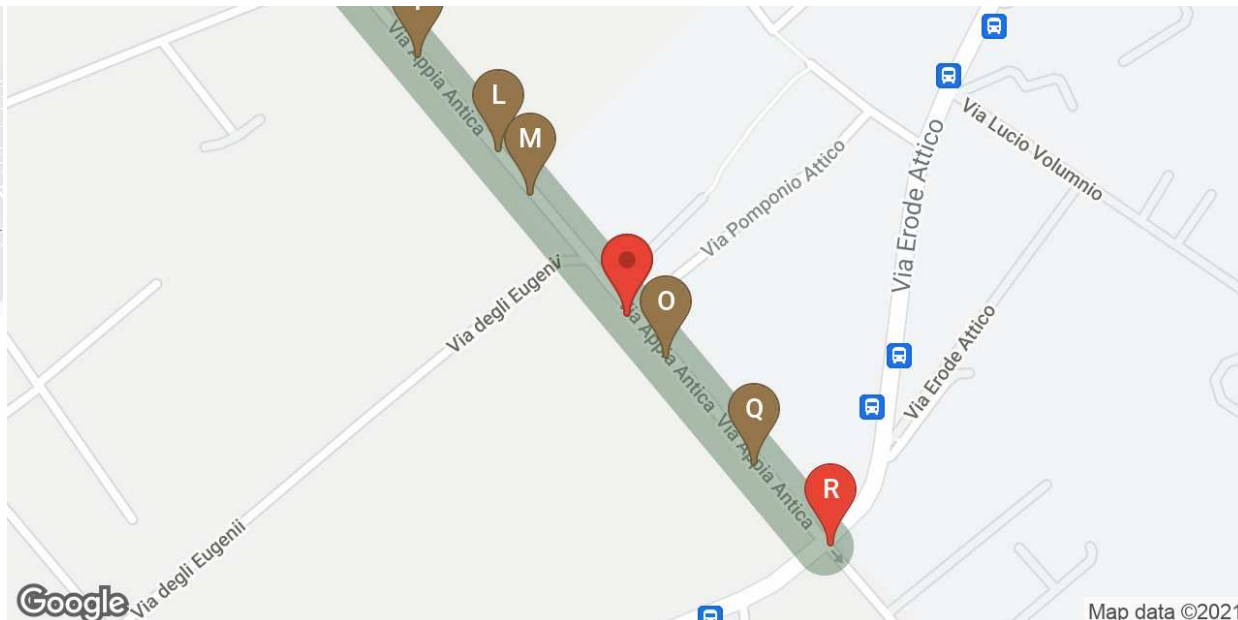 Via Appia Antica
L
M
Via Lucio Volumnio
Via Erode Attico
Via Pomponio Attico
Via degli Eugenii
O
Via Appia Antica
Via Erode Attico
Q
Via Appia Antica
R
Via degli Eugenii
Google
Map data ©2021